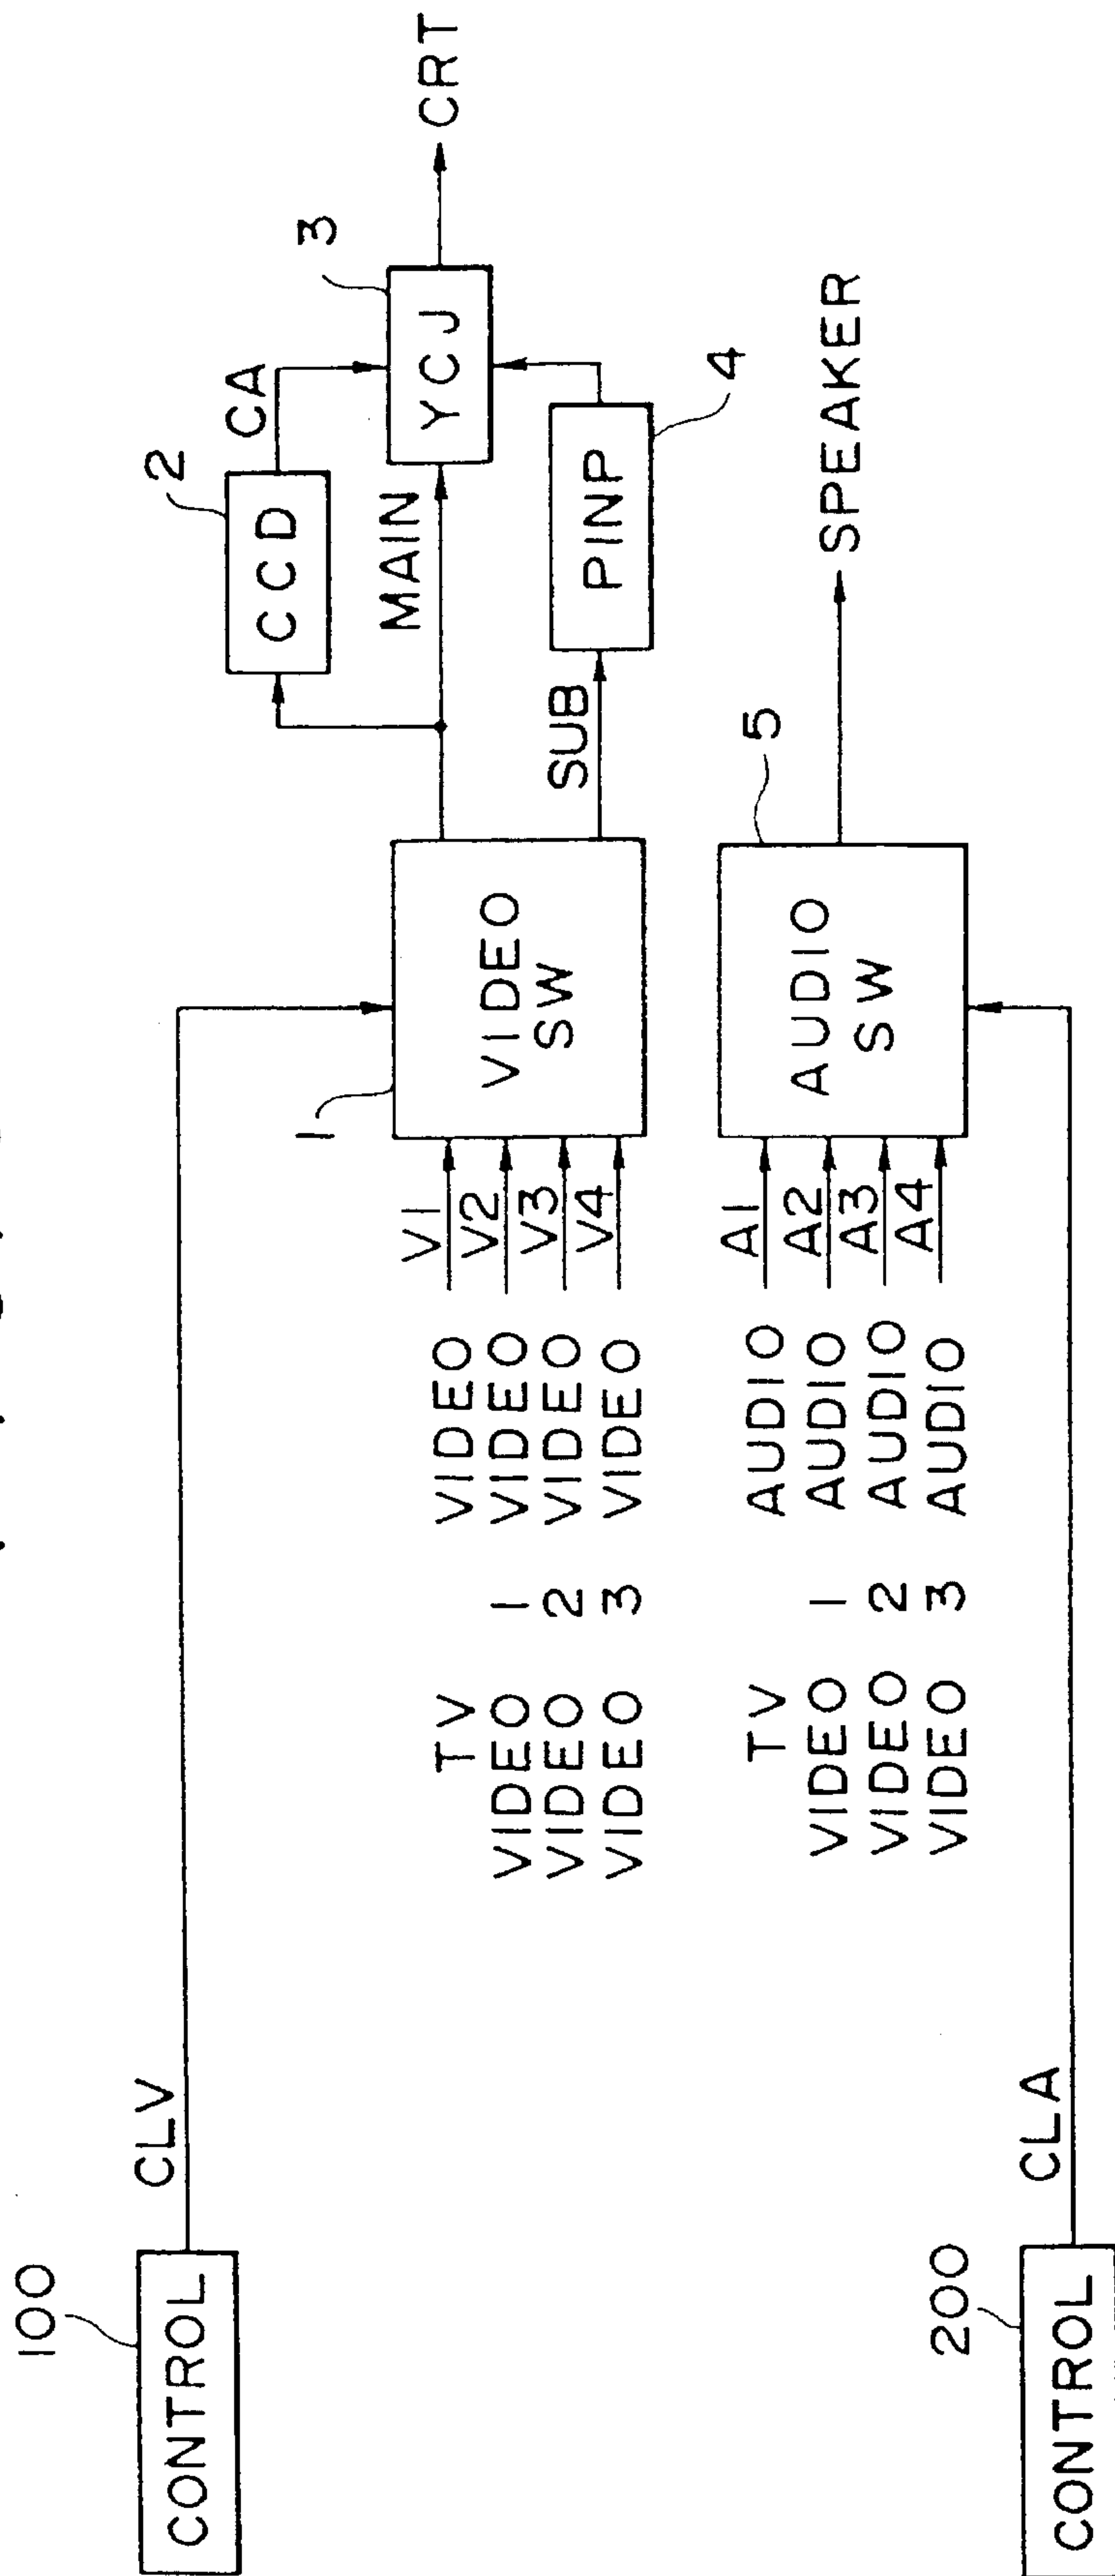 100
CONTROL
CLV
TV VIDEO
VIDEO 1 VIDEO
VIDEO 2 VIDEO
VIDEO 3 VIDEO
V1
V2
V3
V4
1
VIDEO
SW
2
CCD
CA
MAIN
3
YCJ
CRT
SUB
PINP
4
TV AUDIO
VIDEO 1 AUDIO
VIDEO 2 AUDIO
VIDEO 3 AUDIO
A1
A2
A3
A4
5
AUDIO
SW
SPEAKER
200
CONTROL
CLA